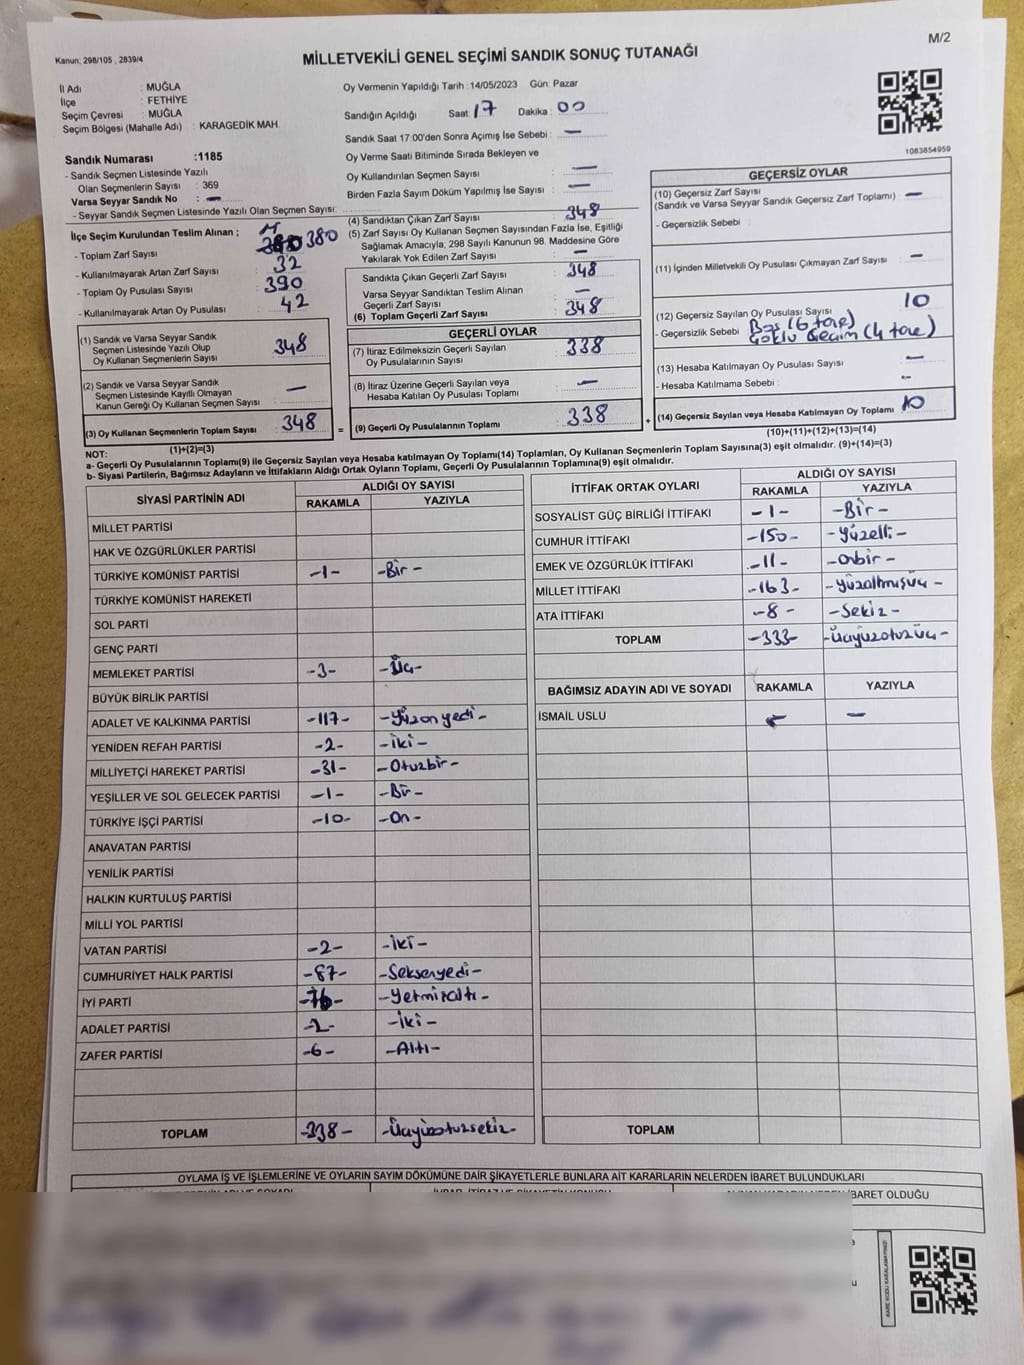 M/2
Kanun: 298/105 , 2839/4
MİLLETVEKİLİ GENEL SEÇİMİ SANDIK SONUÇ TUTANAĞI
İl Adı : MUĞLA
İlçe : FETHİYE
Seçim Çevresi : MUĞLA
Seçim Bölgesi (Mahalle Adı) : KARAGEDİK MAH.
Sandık Numarası :1185
- Sandık Seçmen Listesinde Yazılı
Olan Seçmenlerin Sayısı : 369
Varsa Seyyar Sandık No : —
- Seyyar Sandık Seçmen Listesinde Yazılı Olan Seçmen Sayısı:
Oy Vermenin Yapıldığı Tarih :14/05/2023 Gün: Pazar
Sandığın Açıldığı Saat: 17 Dakika: 00
Sandık Saat 17:00'den Sonra Açımış İse Sebebi : —
Oy Verme Saati Bitiminde Sırada Bekleyen ve
Oy Kullandırılan Seçmen Sayısı : —
Birden Fazla Sayım Döküm Yapılmış İse Sayısı : —
1083854959
İlçe Seçim Kurulundan Teslim Alınan ;
- Toplam Zarf Sayısı : 380
- Kullanılmayarak Artan Zarf Sayısı : 32
- Toplam Oy Pusulası Sayısı : 390
- Kullanılmayarak Artan Oy Pusulası : 42
(1) Sandık ve Varsa Seyyar Sandık
Seçmen Listesinde Yazılı Olup
Oy Kullanan Seçmenlerin Sayısı : 348
(2) Sandık ve Varsa Seyyar Sandık
Seçmen Listesinde Kayıtlı Olmayan
Kanun Gereği Oy Kullanan Seçmen Sayısı : —
(3) Oy Kullanan Seçmenlerin Toplam Sayısı : 348
(1)+(2)=(3)
(4) Sandıktan Çıkan Zarf Sayısı : 348
(5) Zarf Sayısı Oy Kullanan Seçmen Sayısından Fazla İse, Eşitliği
Sağlamak Amacıyla, 298 Sayılı Kanunun 98. Maddesine Göre
Yakılarak Yok Edilen Zarf Sayısı : —
Sandıkta Çıkan Geçerli Zarf Sayısı : 348
Varsa Seyyar Sandıktan Teslim Alınan
Geçerli Zarf Sayısı : —
(6) Toplam Geçerli Zarf Sayısı : 348
GEÇERLİ OYLAR
(7) İtiraz Edilmeksizin Geçerli Sayılan
Oy Pusulalarının Sayısı : 338
(8) İtiraz Üzerine Geçerli Sayılan veya
Hesaba Katılan Oy Pusulası Toplamı : —
= (9) Geçerli Oy Pusulalarının Toplamı : 338
GEÇERSİZ OYLAR
(10) Geçersiz Zarf Sayısı
(Sandık ve Varsa Seyyar Sandık Geçersiz Zarf Toplamı) : —
- Geçersizlik Sebebi :
(11) İçinden Milletvekili Oy Pusulası Çıkmayan Zarf Sayısı : —
(12) Geçersiz Sayılan Oy Pusulası Sayısı : 10
- Geçersizlik Sebebi : Boş (6 tane)
Çoklu Seçim (4 tane)
(13) Hesaba Katılmayan Oy Pusulası Sayısı : —
- Hesaba Katılmama Sebebi : -
+ (14) Geçersiz Sayılan veya Hesaba Katılmayan Oy Toplamı : 10
(10)+(11)+(12)+(13)=(14)
NOT:
a- Geçerli Oy Pusulalarının Toplamı(9) ile Geçersiz veya Hesaba katılmayan Oy Toplamı(14) Toplamları, Oy Kullanan Seçmenlerin Toplam Sayısına(3) eşit olmalıdır. (9)+(14)=(3)
b- Siyasi Partilerin, Bağımsız Adayların ve İttifakların Aldığı Ortak Oyların Toplamı, Geçerli Oy Pusulalarının Toplamına(9) eşit olmalıdır.
SİYASİ PARTİNİN ADI ALDIĞI OY SAYISI
RAKAMLA YAZIYLA
MİLLET PARTİSİ
HAK VE ÖZGÜRLÜKLER PARTİSİ
TÜRKİYE KOMÜNİST PARTİSİ -1- -Bir-
TÜRKİYE KOMÜNİST HAREKETİ
SOL PARTİ
GENÇ PARTİ
MEMLEKET PARTİSİ -3- -Üç-
BÜYÜK BİRLİK PARTİSİ
ADALET VE KALKINMA PARTİSİ -117- -Yüzonyedi-
YENİDEN REFAH PARTİSİ -2- -iki-
MİLLİYETÇİ HAREKET PARTİSİ -31- -Otuzbir-
YEŞİLLER VE SOL GELECEK PARTİSİ -1- -Bir-
TÜRKİYE İŞÇİ PARTİSİ -10- -On-
ANAVATAN PARTİSİ
YENİLİK PARTİSİ
HALKIN KURTULUŞ PARTİSİ
MİLLİ YOL PARTİSİ
VATAN PARTİSİ -2- -iki-
CUMHURİYET HALK PARTİSİ -87- -Seksenyedi-
İYİ PARTİ -76- -Yetmişaltı-
ADALET PARTİSİ -2- -iki-
ZAFER PARTİSİ -6- -Altı-
TOPLAM -338- -Üçyüzotuzsekiz-
İTTİFAK ORTAK OYLARI ALDIĞI OY SAYISI
RAKAMLA YAZIYLA
SOSYALİST GÜÇ BİRLİĞİ İTTİFAKI -1- -Bir-
CUMHUR İTTİFAKI -150- -Yüzelli-
EMEK VE ÖZGÜRLÜK İTTİFAKI -11- -Onbir-
MİLLET İTTİFAKI -163- -Yüzaltmışüç-
ATA İTTİFAKI -8- -Sekiz-
TOPLAM -333- -Üçyüzotuzüç-
BAĞIMSIZ ADAYIN ADI VE SOYADI RAKAMLA YAZIYLA
İSMAİL USLU — —
TOPLAM
OYLAMA İŞ VE İŞLEMLERİNE VE OYLARIN SAYIM DÖKÜMÜNE DAİR ŞİKAYETLERLE BUNLARA AİT KARARLARIN NELERDEN İBARET BULUNDUKLARI
İBARET OLDUĞU
KARE KODU KARALAMAYINIZ!